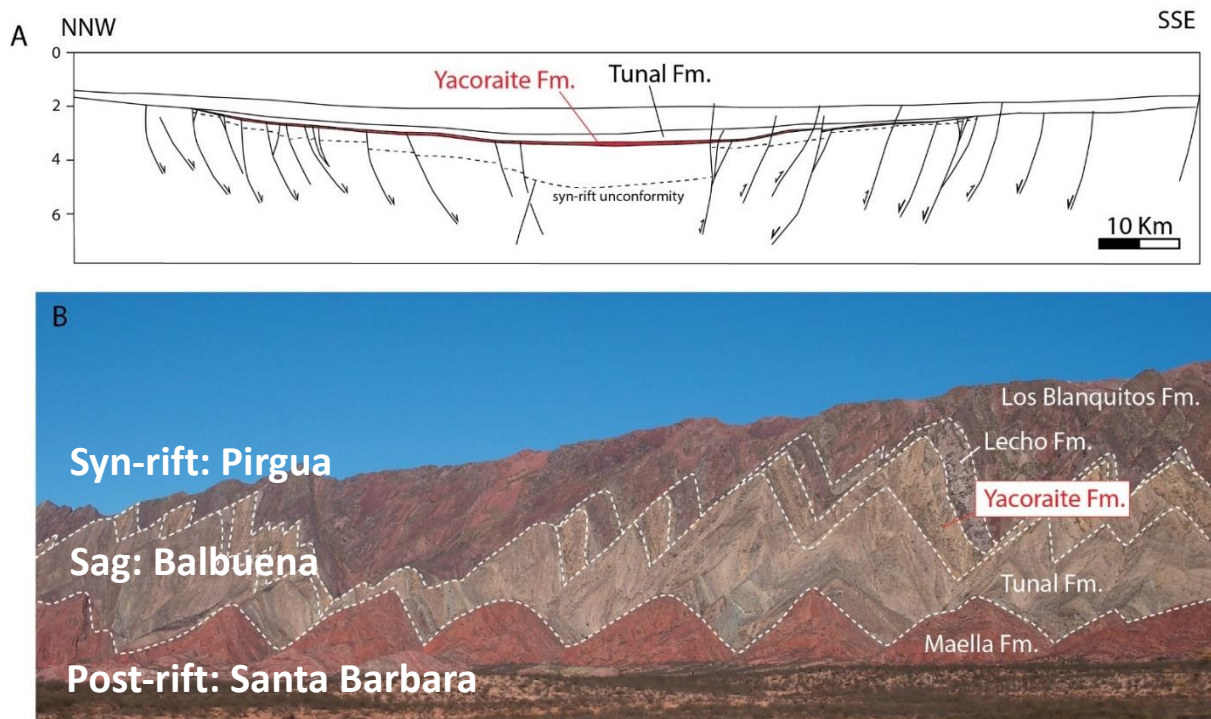 A
NNW
SSE
0
2
4
6
Yacoraite Fm.
Tunal Fm.
syn-rift unconformity
10 Km
B
Los Blanquitos Fm.
Lecho Fm.
Syn-rift: Pirgua
Yacoraite Fm.
Sag: Balbuena
Tunal Fm.
Maella Fm.
Post-rift: Santa Barbara